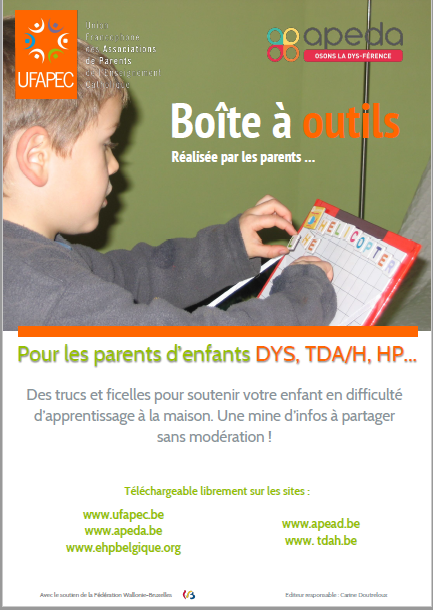 UFAPEC
Union
Francophone
des Associations
de Parents
de l'Enseignement
Catholique
apeda
OSONS LA DYS-FÉRENCE
Boîte à outils
Réalisée par les parents ...
HELICOPTER
Pour les parents d'enfants DYS, TDA/H, HP...
Des trucs et ficelles pour soutenir votre enfant en difficulté
d'apprentissage à la maison. Une mine d'infos à partager
sans modération !
Téléchargeable librement sur les sites :
www.ufapec.be
www.apeda.be
www.ehpbelgique.org
www.apead.be
www. tdah.be
Avec le soutien de la Fédération Wallonie-Bruxelles
Editeur responsable : Carine Douterloux